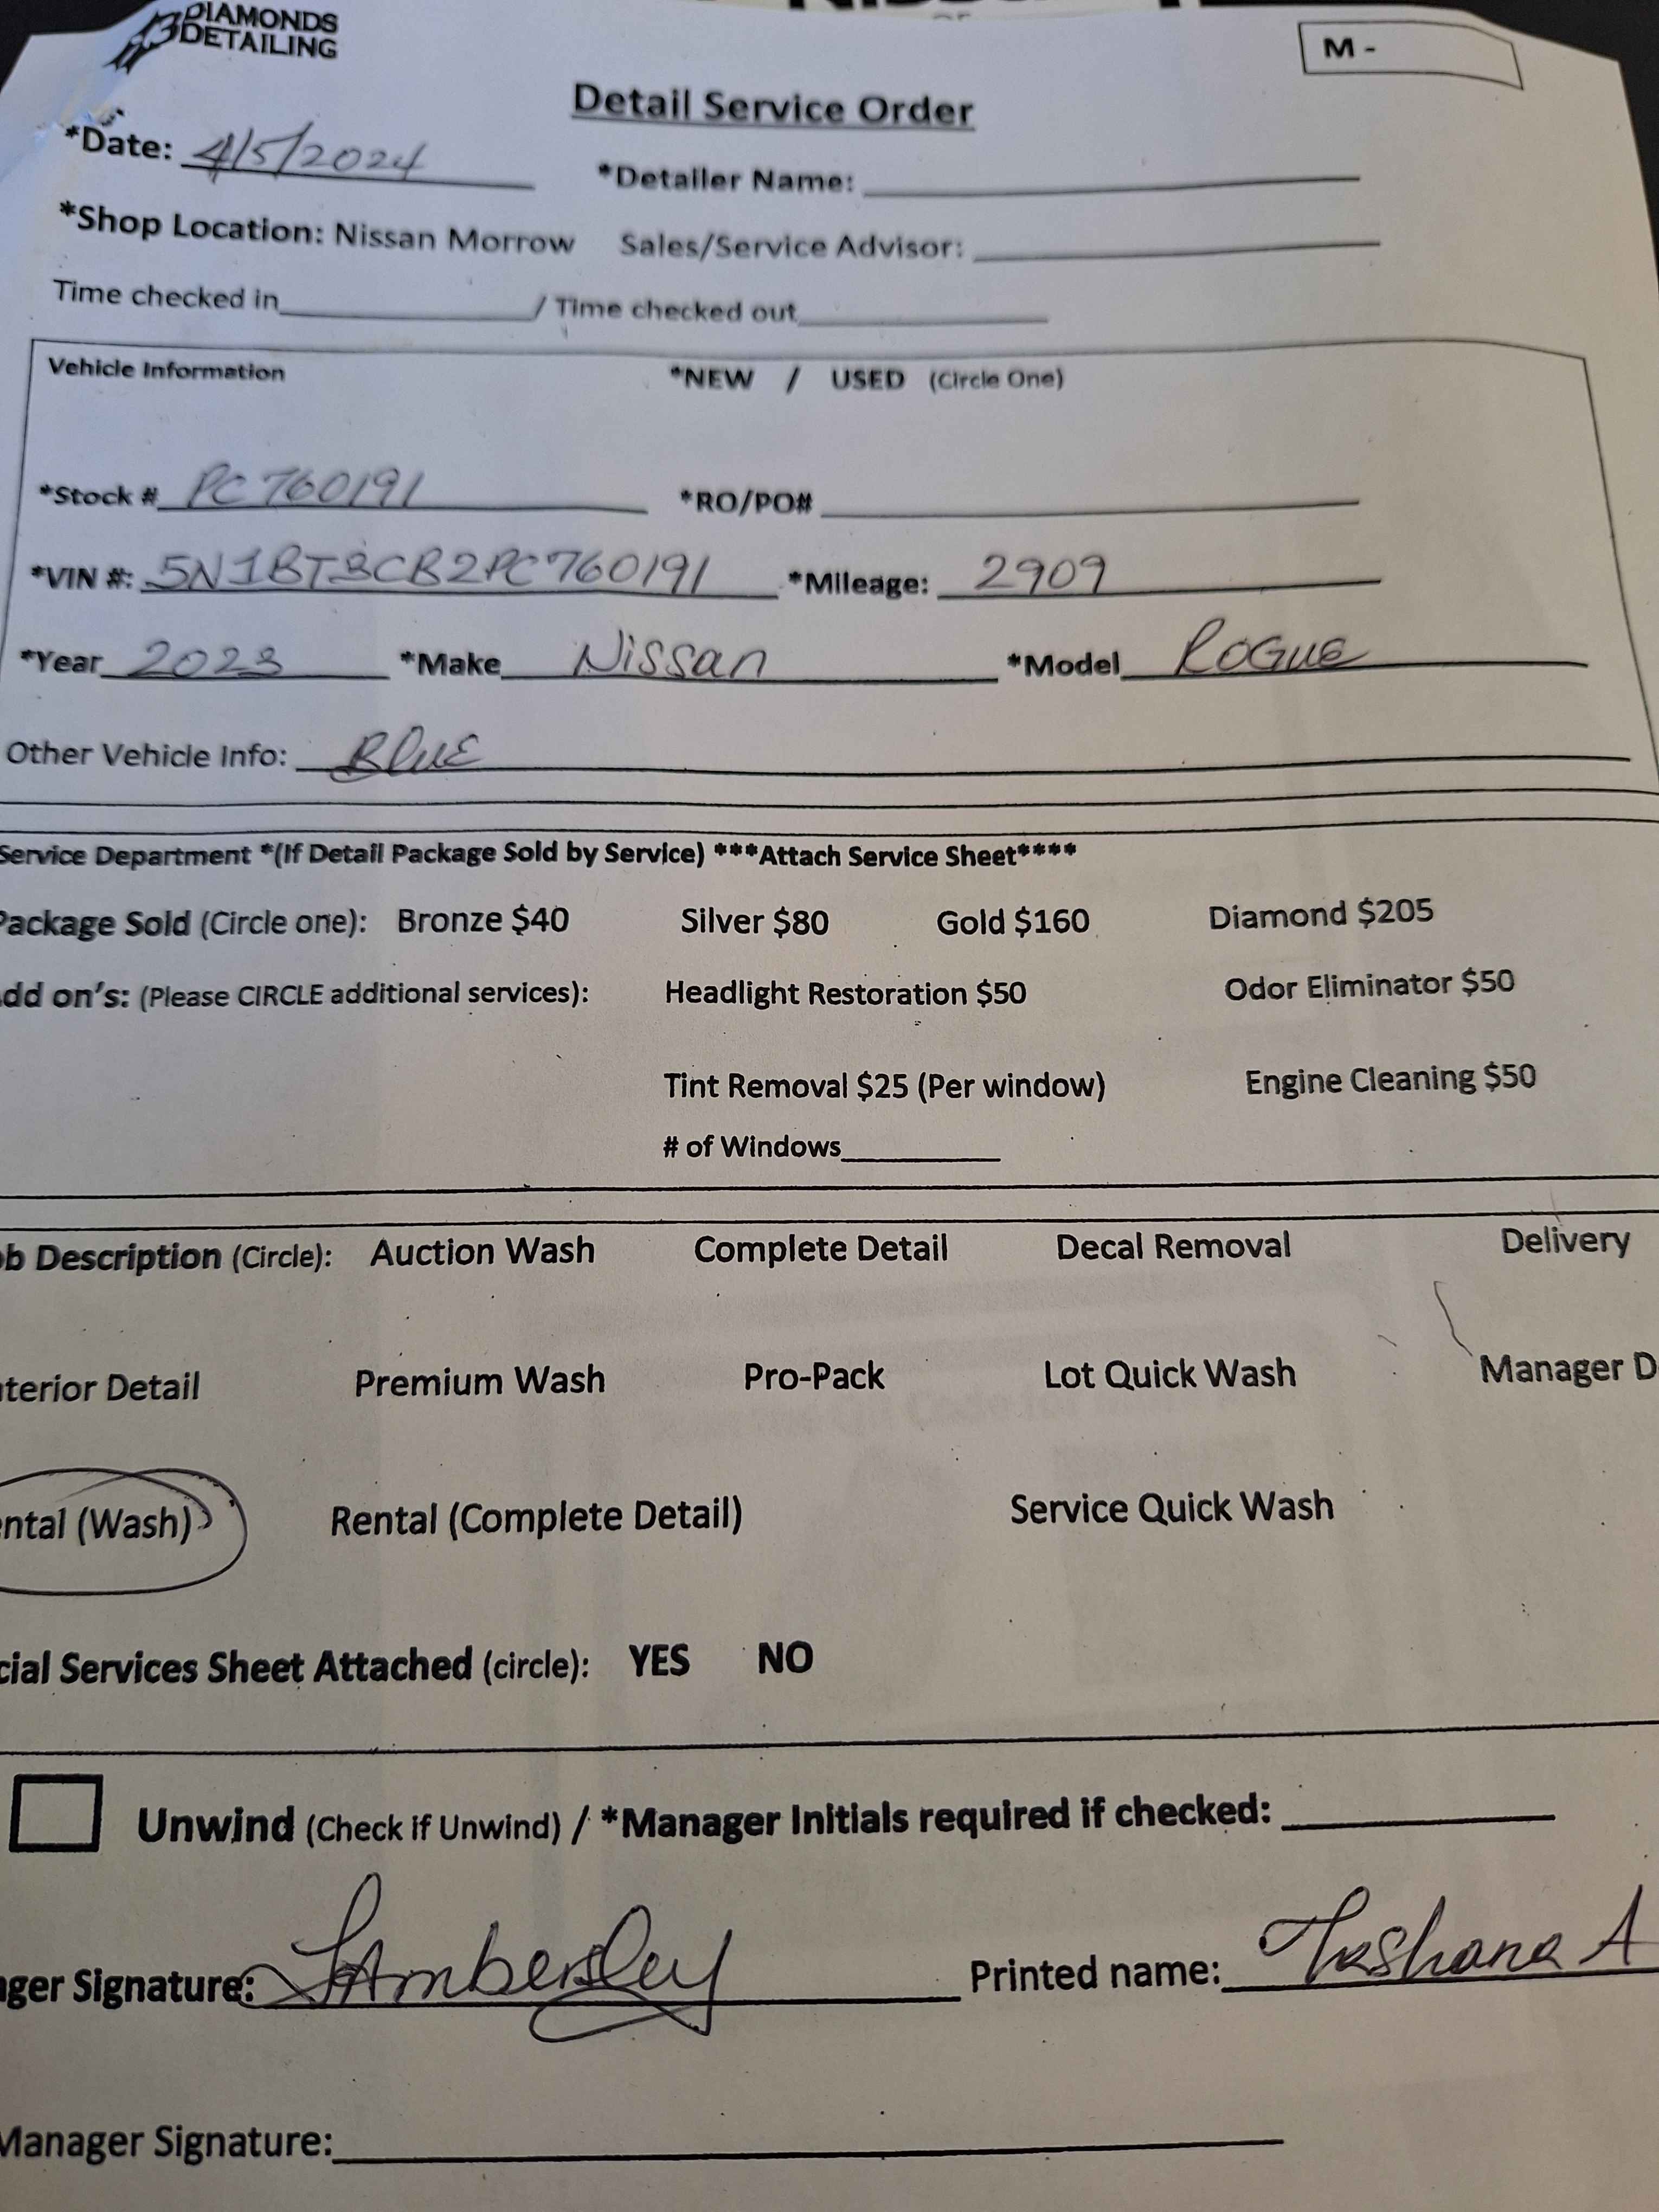 DIAMONDS
DETAILING
M -
Detail Service Order
*Date: 4/5/2024 *Detailer Name:
*Shop Location: Nissan Morrow Sales/Service Advisor:
Time checked in / Time checked out
Vehicle Information *NEW / USED (Circle One)
*Stock # PC760191 *RO/PO#
*VIN #: 5N1BT3CB2PC760191 *Mileage: 2909
*Year 2023 *Make Nissan *Model ROGUE
Other Vehicle Info: BluE
Service Department *(If Detail Package Sold by Service) ***Attach Service Sheet****
Package Sold (Circle one): Bronze $40 Silver $80 Gold $160 Diamond $205
dd on's: (Please CIRCLE additional services): Headlight Restoration $50 Odor Eliminator $50
Tint Removal $25 (Per window) Engine Cleaning $50
# of Windows
b Description (Circle): Auction Wash Complete Detail Decal Removal Delivery
terior Detail Premium Wash Pro-Pack Lot Quick Wash Manager D
ental (Wash) Rental (Complete Detail) Service Quick Wash
cial Services Sheet Attached (circle): YES NO
Unwind (Check if Unwind) / *Manager Initials required if checked:
ager Signature: Printed name: Tashana A
Manager Signature: